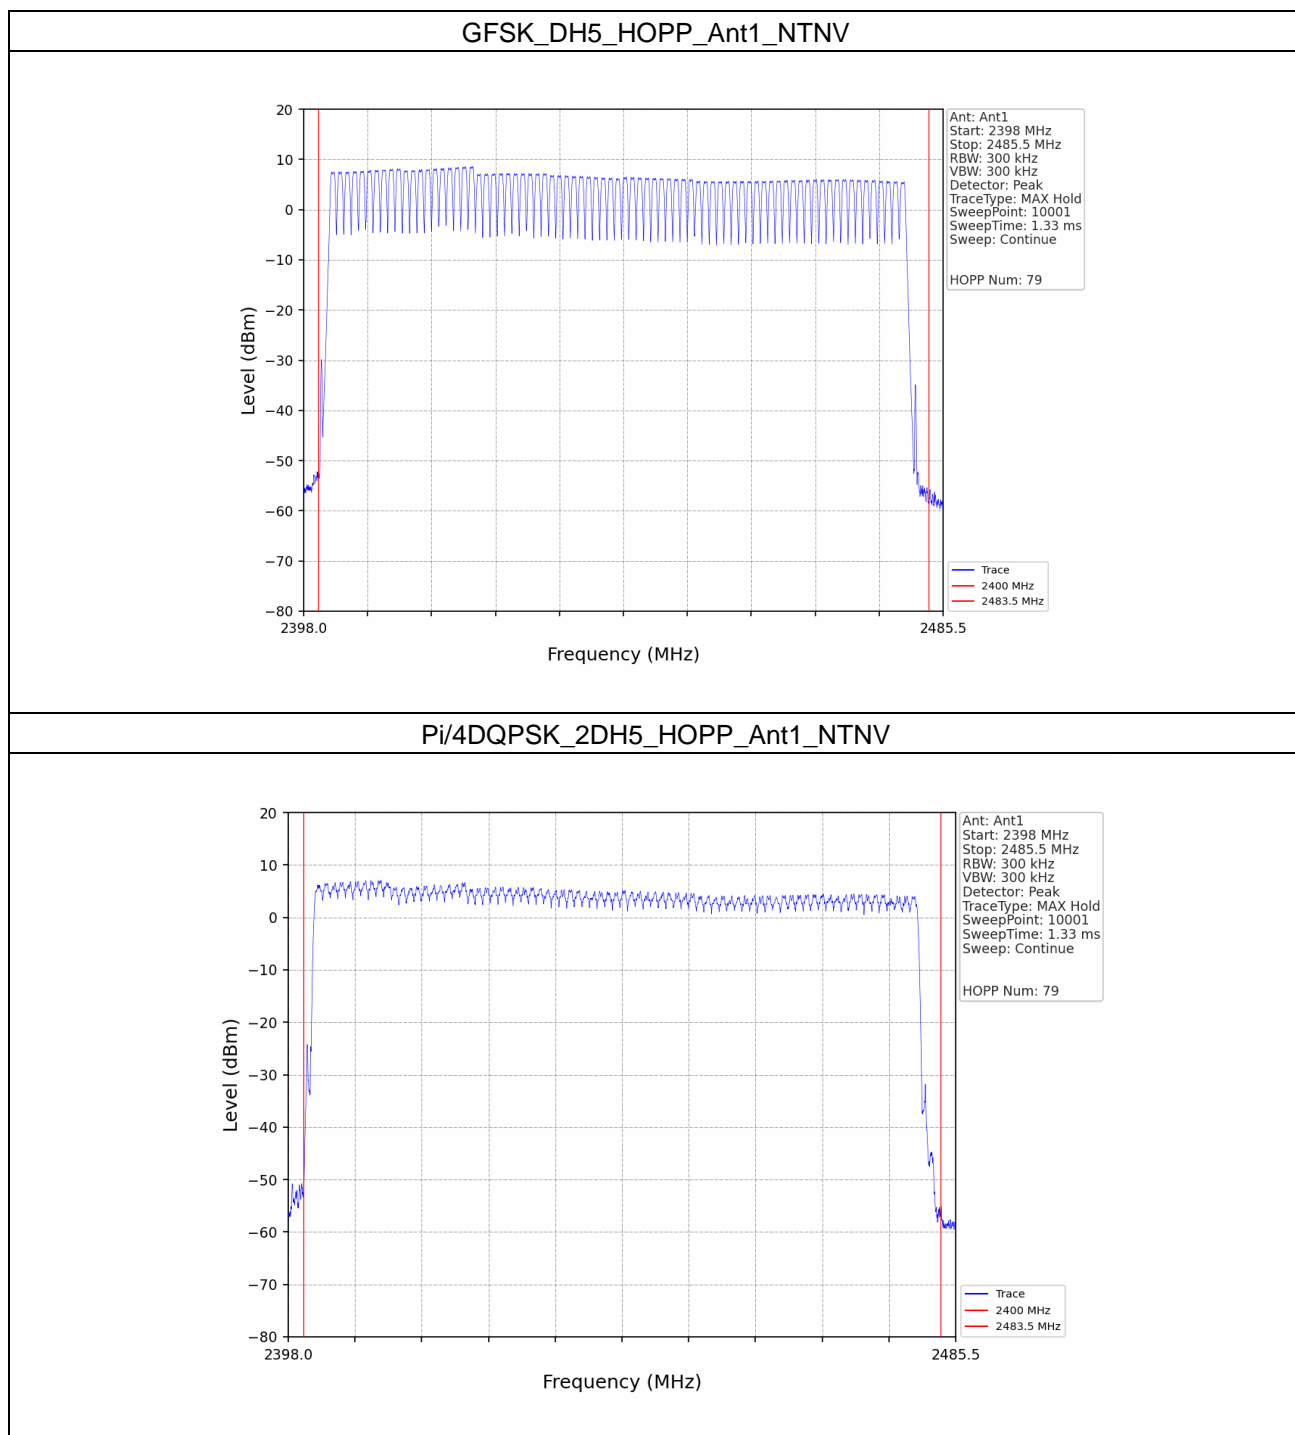 GFSK_DH5_HOPP_Ant1_NTNV
20
10
0
−10
−20
−30
−40
−50
−60
−70
−80
Level (dBm)
2398.0
2485.5
Frequency (MHz)
Ant: Ant1
Start: 2398 MHz
Stop: 2485.5 MHz
RBW: 300 kHz
VBW: 300 kHz
Detector: Peak
TraceType: MAX Hold
SweepPoint: 10001
SweepTime: 1.33 ms
Sweep: Continue
HOPP Num: 79
Trace
2400 MHz
2483.5 MHz
Pi/4DQPSK_2DH5_HOPP_Ant1_NTNV
20
10
0
−10
−20
−30
−40
−50
−60
−70
−80
Level (dBm)
2398.0
2485.5
Frequency (MHz)
Ant: Ant1
Start: 2398 MHz
Stop: 2485.5 MHz
RBW: 300 kHz
VBW: 300 kHz
Detector: Peak
TraceType: MAX Hold
SweepPoint: 10001
SweepTime: 1.33 ms
Sweep: Continue
HOPP Num: 79
Trace
2400 MHz
2483.5 MHz